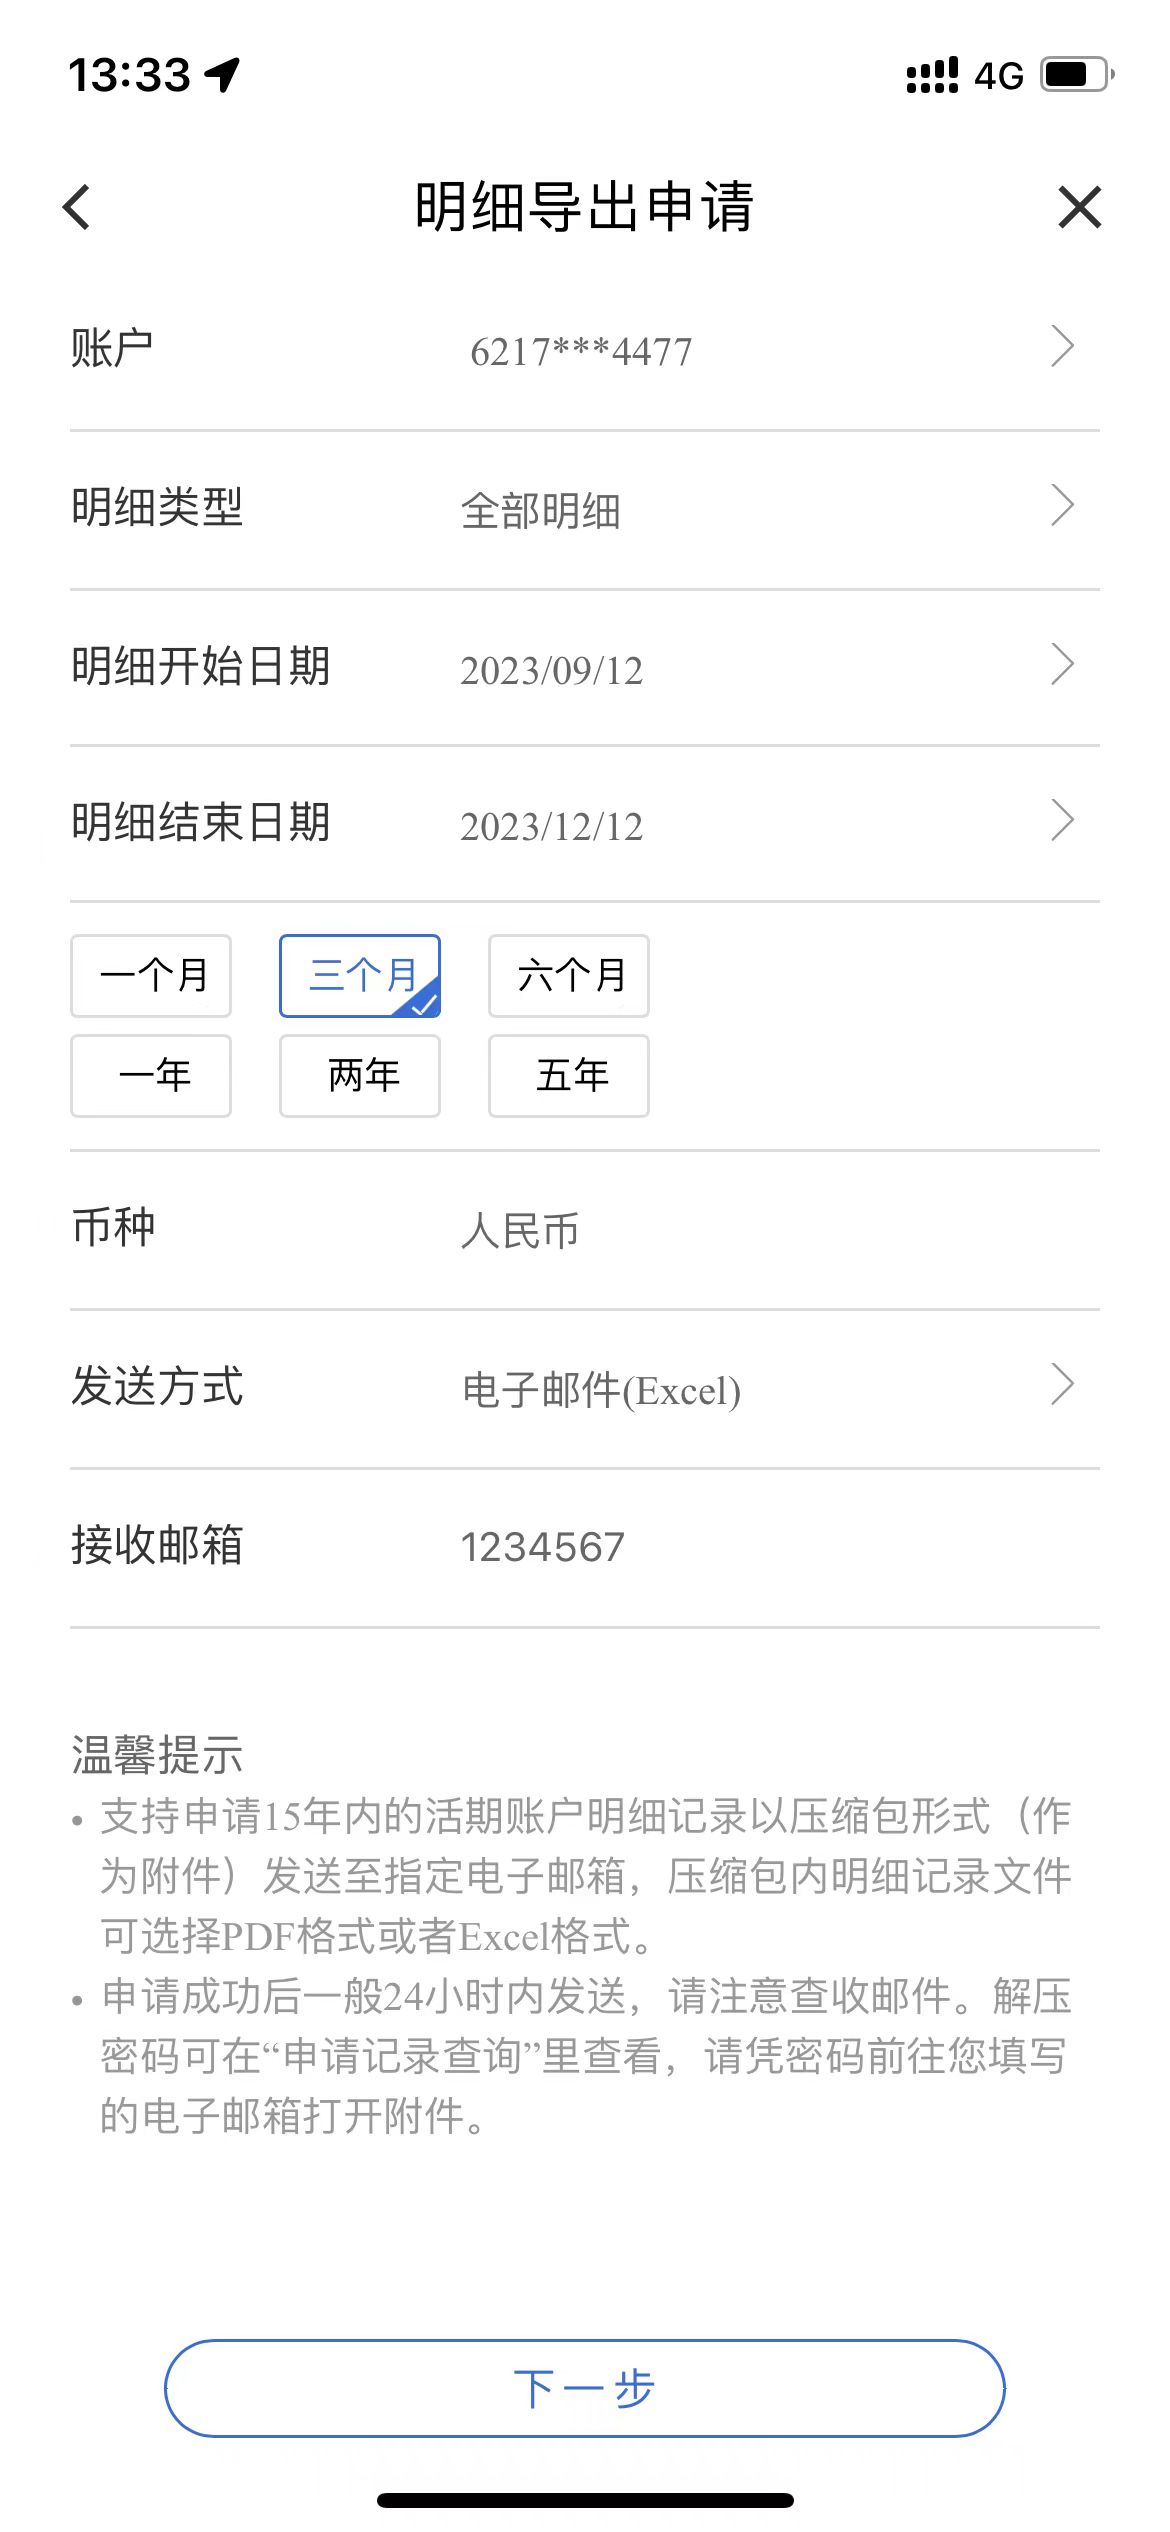 13:33
4G
明细导出申请
账户 6217***4477
明细类型 全部明细
明细开始日期 2023/09/12
明细结束日期 2023/12/12
一个月 三个月 六个月
一年 两年 五年
币种 人民币
发送方式 电子邮件(Excel)
接收邮箱 1234567
温馨提示
• 支持申请15年内的活期账户明细记录以压缩包形式（作
为附件）发送至指定电子邮箱，压缩包内明细记录文件
可选择PDF格式或者Excel格式。
• 申请成功后一般24小时内发送，请注意查收邮件。解压
密码可在“申请记录查询”里查看，请凭密码前往您填写
的电子邮箱打开附件。
下一步